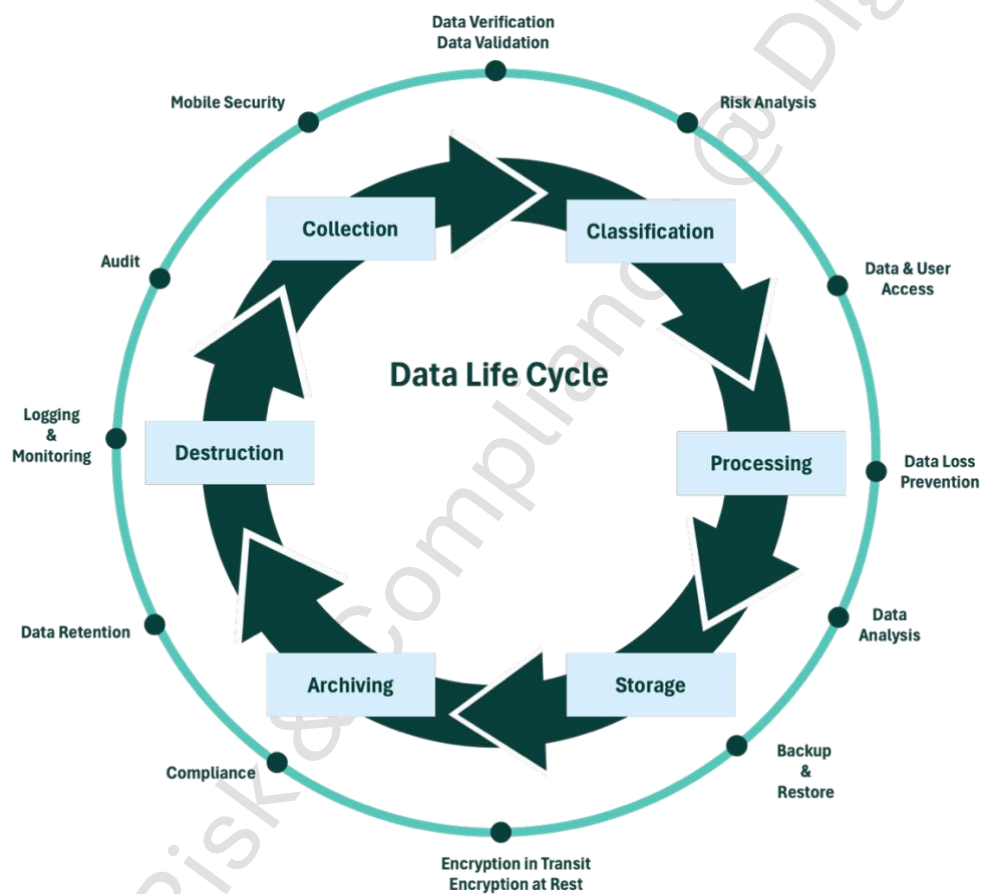 Data Verification
Data Validation
Mobile Security
Risk Analysis
Collection
Classification
Audit
Data & User
Access
Data Life Cycle
Logging
&
Monitoring
Destruction
Processing
Data Loss
Prevention
Data Retention
Data
Analysis
Archiving
Storage
Compliance
Backup
&
Restore
Encryption in Transit
Encryption at Rest
Risk & Compliance @